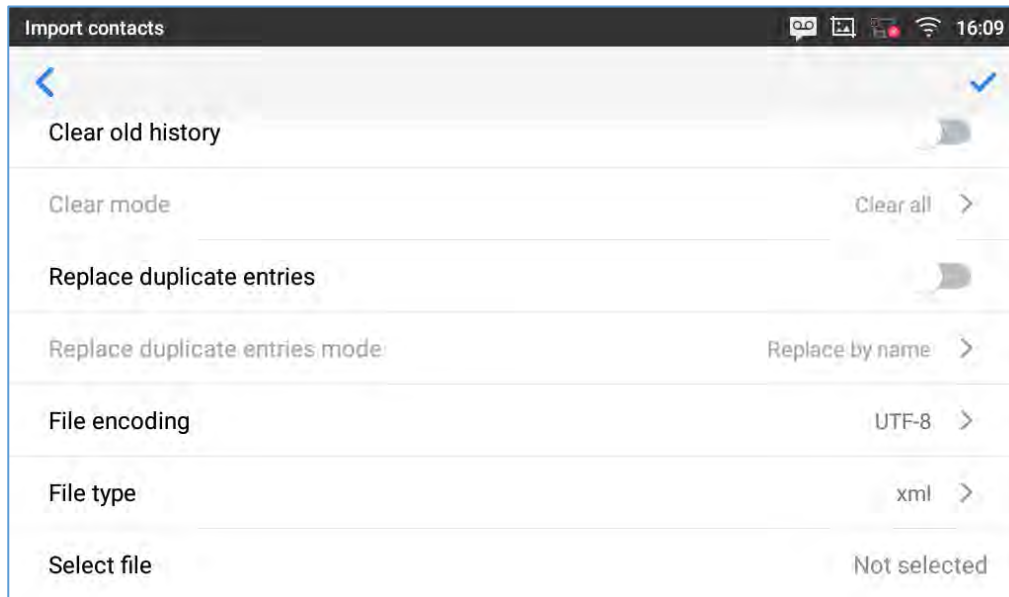 Import contacts 16:09
Clear old history
Clear mode Clear all
Replace duplicate entries
Replace duplicate entries mode Replace by name
File encoding UTF-8
File type xml
Select file Not selected